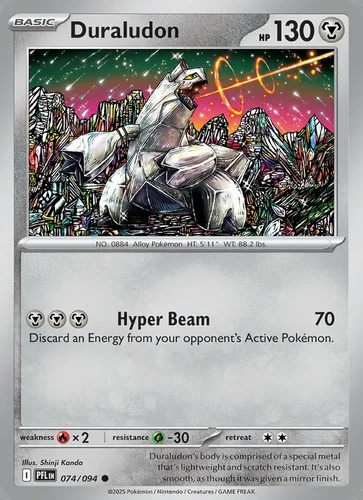 BASIC
Duraludon
HP 130
NO. 0884 Alloy Pokémon HT: 5'11" WT: 88.2 lbs.
Hyper Beam 70
Discard an Energy from your opponent's Active Pokémon.
weakness ×2 resistance -30 retreat
Illus. Shinji Kanda
I PFL EN 074/094
Duraludon's body is comprised of a special metal
that's lightweight and scratch resistant. It's also
smooth, as though it was given a mirror finish.
©2025 Pokémon / Nintendo / Creatures / GAME FREAK